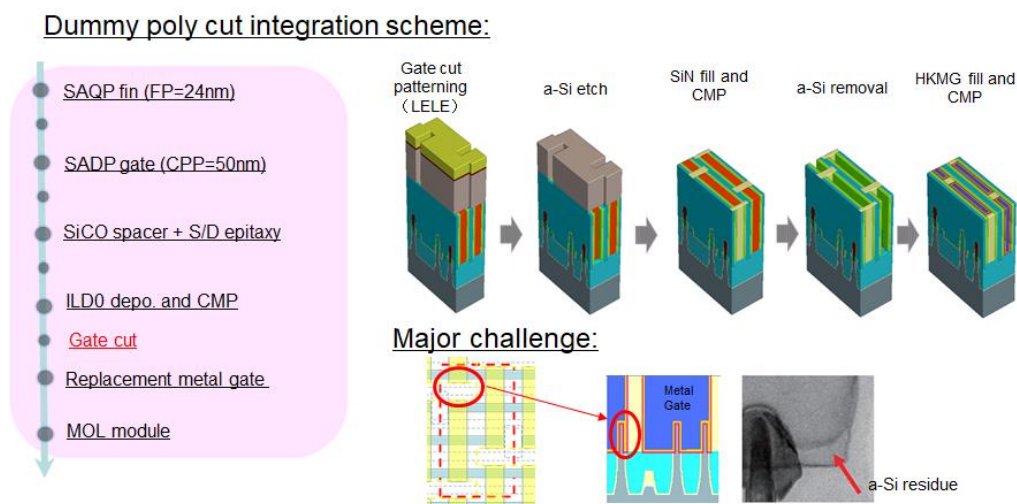 Dummy poly cut integration scheme:
SAQP fin (FP=24nm)
SADP gate (CPP=50nm)
SiCO spacer + S/D epitaxy
ILD0 depo. and CMP
Gate cut
Replacement metal gate
MOL module
Gate cut
patterning
（LELE）
a-Si etch
SiN fill and
CMP
a-Si removal
HKMG fill and
CMP
Major challenge:
Metal
Gate
a-Si residue